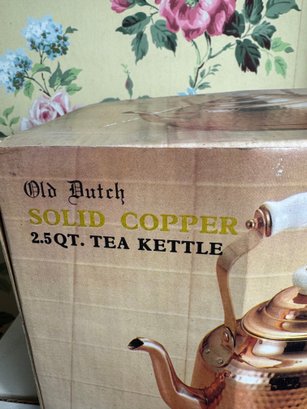 Old Dutch
SOLID COPPER
2.5QT. TEA KETTLE